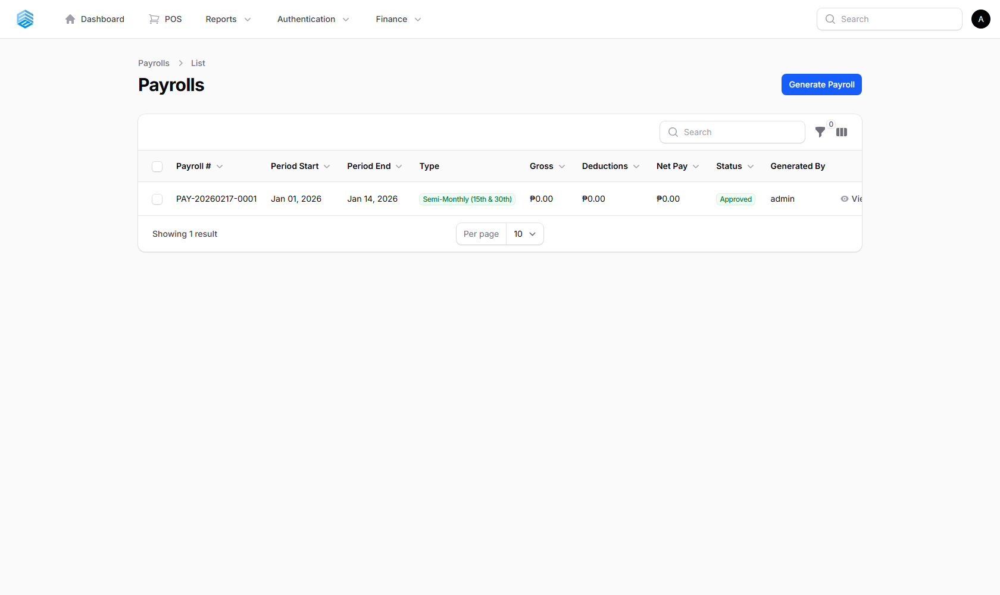 Dashboard POS Reports Authentication Finance Search A
Payrolls List
Payrolls
Generate Payroll
Search 0
Payroll # Period Start Period End Type Gross Deductions Net Pay Status Generated By
PAY-20260217-0001 Jan 01, 2026 Jan 14, 2026 Semi-Monthly (15th & 30th) ₱0.00 ₱0.00 ₱0.00 Approved admin Vie
Showing 1 result Per page 10